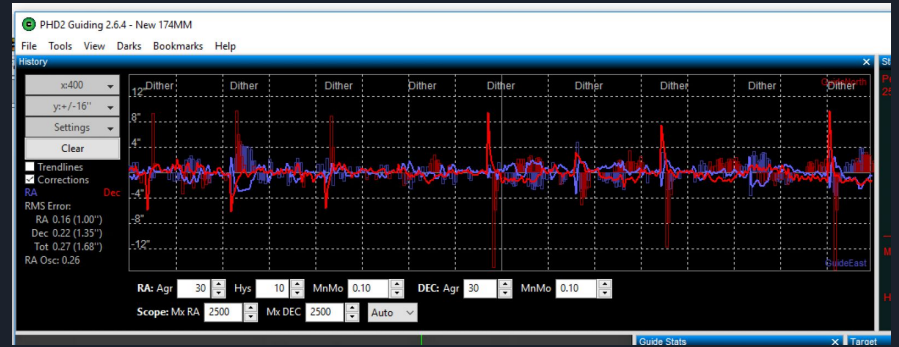 PHD2 Guiding 2.6.4 - New 174MM
File Tools View Darks Bookmarks Help
History
x:400
y:+/-16"
Settings
Clear
Trendlines
Corrections
RA Dec
RMS Error:
RA 0.16 (1.00'')
Dec 0.22 (1.35'')
Tot 0.27 (1.68'')
RA Osc: 0.26
Dither Dither Dither Dither Dither Dither Dither Dither Dither
GuideNorth
12"
8"
4"
-4"
-8"
-12"
GuideEast
RA: Agr 30 Hys 10 MnMo 0.10 DEC: Agr 30 MnMo 0.10
Scope: Mx RA 2500 Mx DEC 2500 Auto
Guide Stats x Target